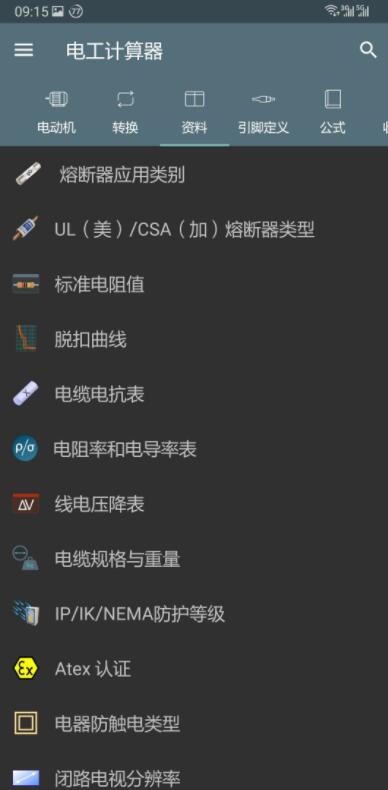 09:15 77 3G 5G
电工计算器
电动机 转换 资料 引脚定义 公式
熔断器应用类别
UL（美）/CSA（加）熔断器类型
标准电阻值
脱扣曲线
电缆电抗表
ρ/σ 电阻率和电导率表
ΔV 线电压降表
电缆规格与重量
IP/IK/NEMA防护等级
Ex Atex 认证
电器防触电类型
闭路电视分辨率